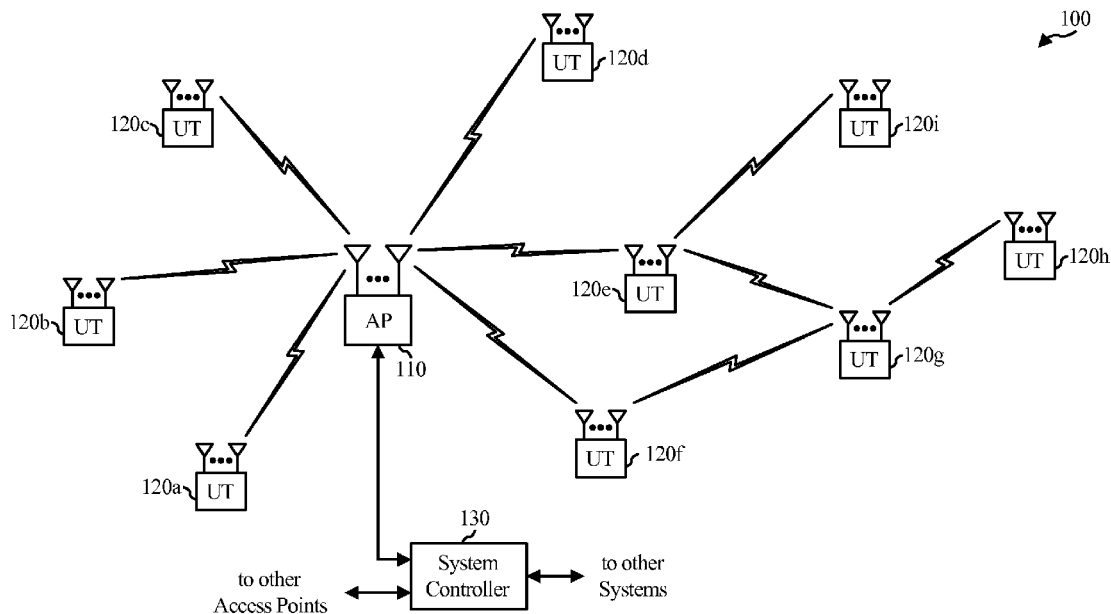 100
UT
120d
UT
120c
UT
120i
UT
120h
UT
120e
UT
120b
AP
110
UT
120g
UT
120f
UT
120a
130
System
Controller
to other
Access Points
to other
Systems